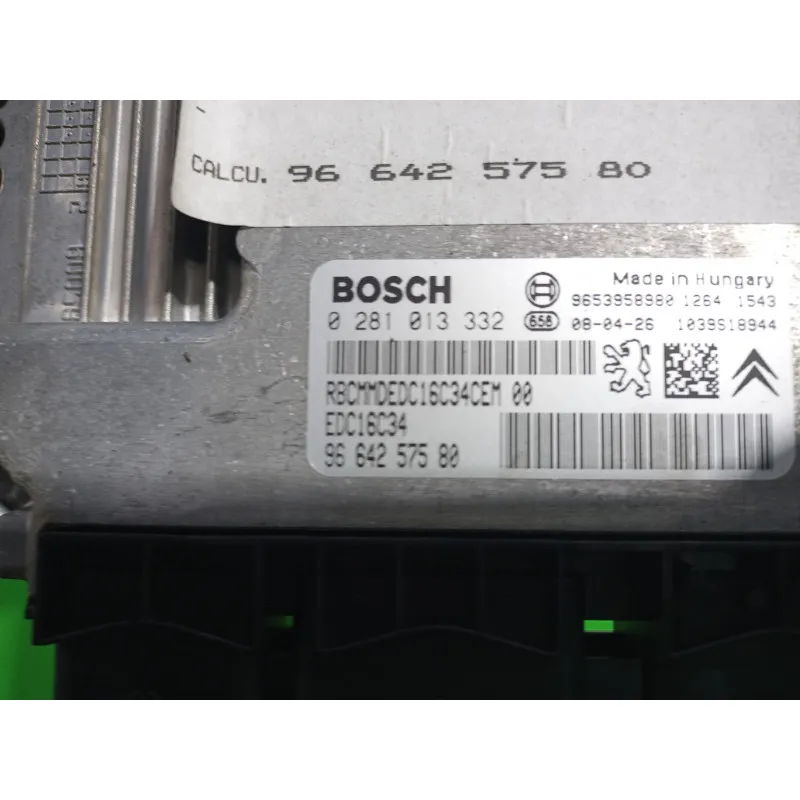 CALCU. 96 642 575 80
BOSCH
Made in Hungary
9653958980 1264 1543
0 281 013 332
658
08-04-26 1039S18944
RBCMMDEDC16C34CEM 00
EDC16C34
96 642 575 80